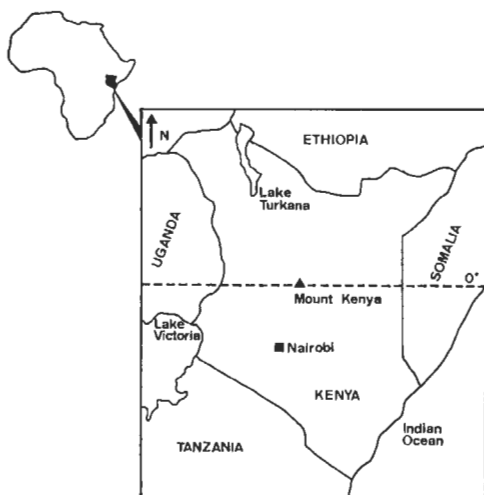 N
ETHIOPIA
Lake
Turkana
UGANDA
SOMALIA
0°
Mount Kenya
Lake
Victoria
Nairobi
KENYA
Indian
Ocean
TANZANIA